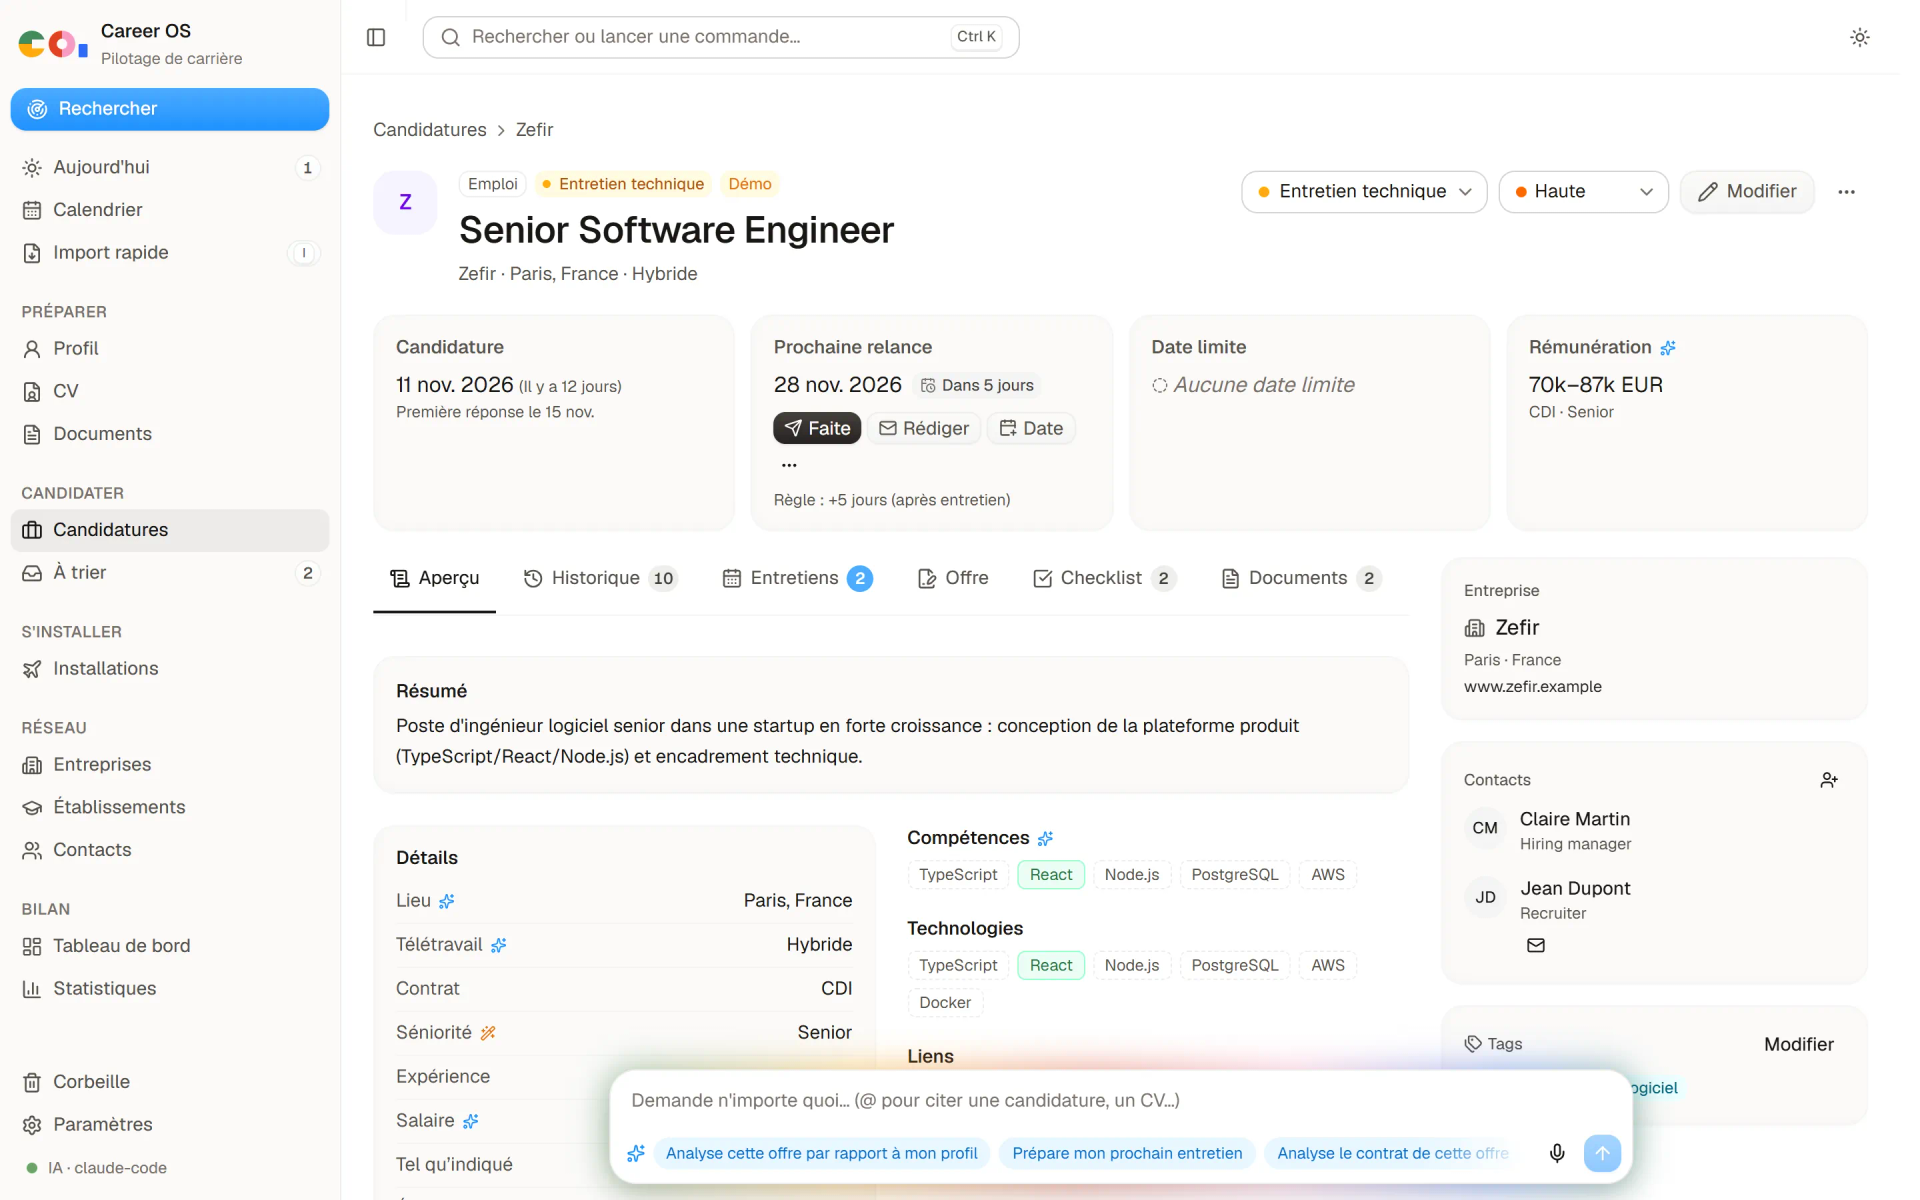 Career OS
Pilotage de carrière
Rechercher
Aujourd'hui 1
Calendrier
Import rapide I
PRÉPARER
Profil
CV
Documents
CANDIDATER
Candidatures
À trier 2
S'INSTALLER
Installations
RÉSEAU
Entreprises
Établissements
Contacts
BILAN
Tableau de bord
Statistiques
Corbeille
Paramètres
IA · claude-code
Rechercher ou lancer une commande... Ctrl K
Candidatures > Zefir
Z
Emploi Entretien technique Démo
Senior Software Engineer
Zefir · Paris, France · Hybride
Entretien technique Haute Modifier ...
Candidature
11 nov. 2026 (Il y a 12 jours)
Première réponse le 15 nov.
Prochaine relance
28 nov. 2026 Dans 5 jours
Faite Rédiger Date
...
Règle : +5 jours (après entretien)
Date limite
Aucune date limite
Rémunération
70k–87k EUR
CDI · Senior
Aperçu Historique 10 Entretiens 2 Offre Checklist 2 Documents 2
Résumé
Poste d'ingénieur logiciel senior dans une startup en forte croissance : conception de la plateforme produit
(TypeScript/React/Node.js) et encadrement technique.
Détails
Lieu Paris, France
Télétravail Hybride
Contrat CDI
Séniorité Senior
Expérience
Salaire
Tel qu'indiqué
Compétences
TypeScript React Node.js PostgreSQL AWS
Technologies
TypeScript React Node.js PostgreSQL AWS
Docker
Liens
Entreprise
Zefir
Paris · France
www.zefir.example
Contacts
CM Claire Martin
Hiring manager
JD Jean Dupont
Recruiter
Tags Modifier
ogiciel
Demande n'importe quoi... (@ pour citer une candidature, un CV...)
Analyse cette offre par rapport à mon profil Prépare mon prochain entretien Analyse le contrat de cette offre